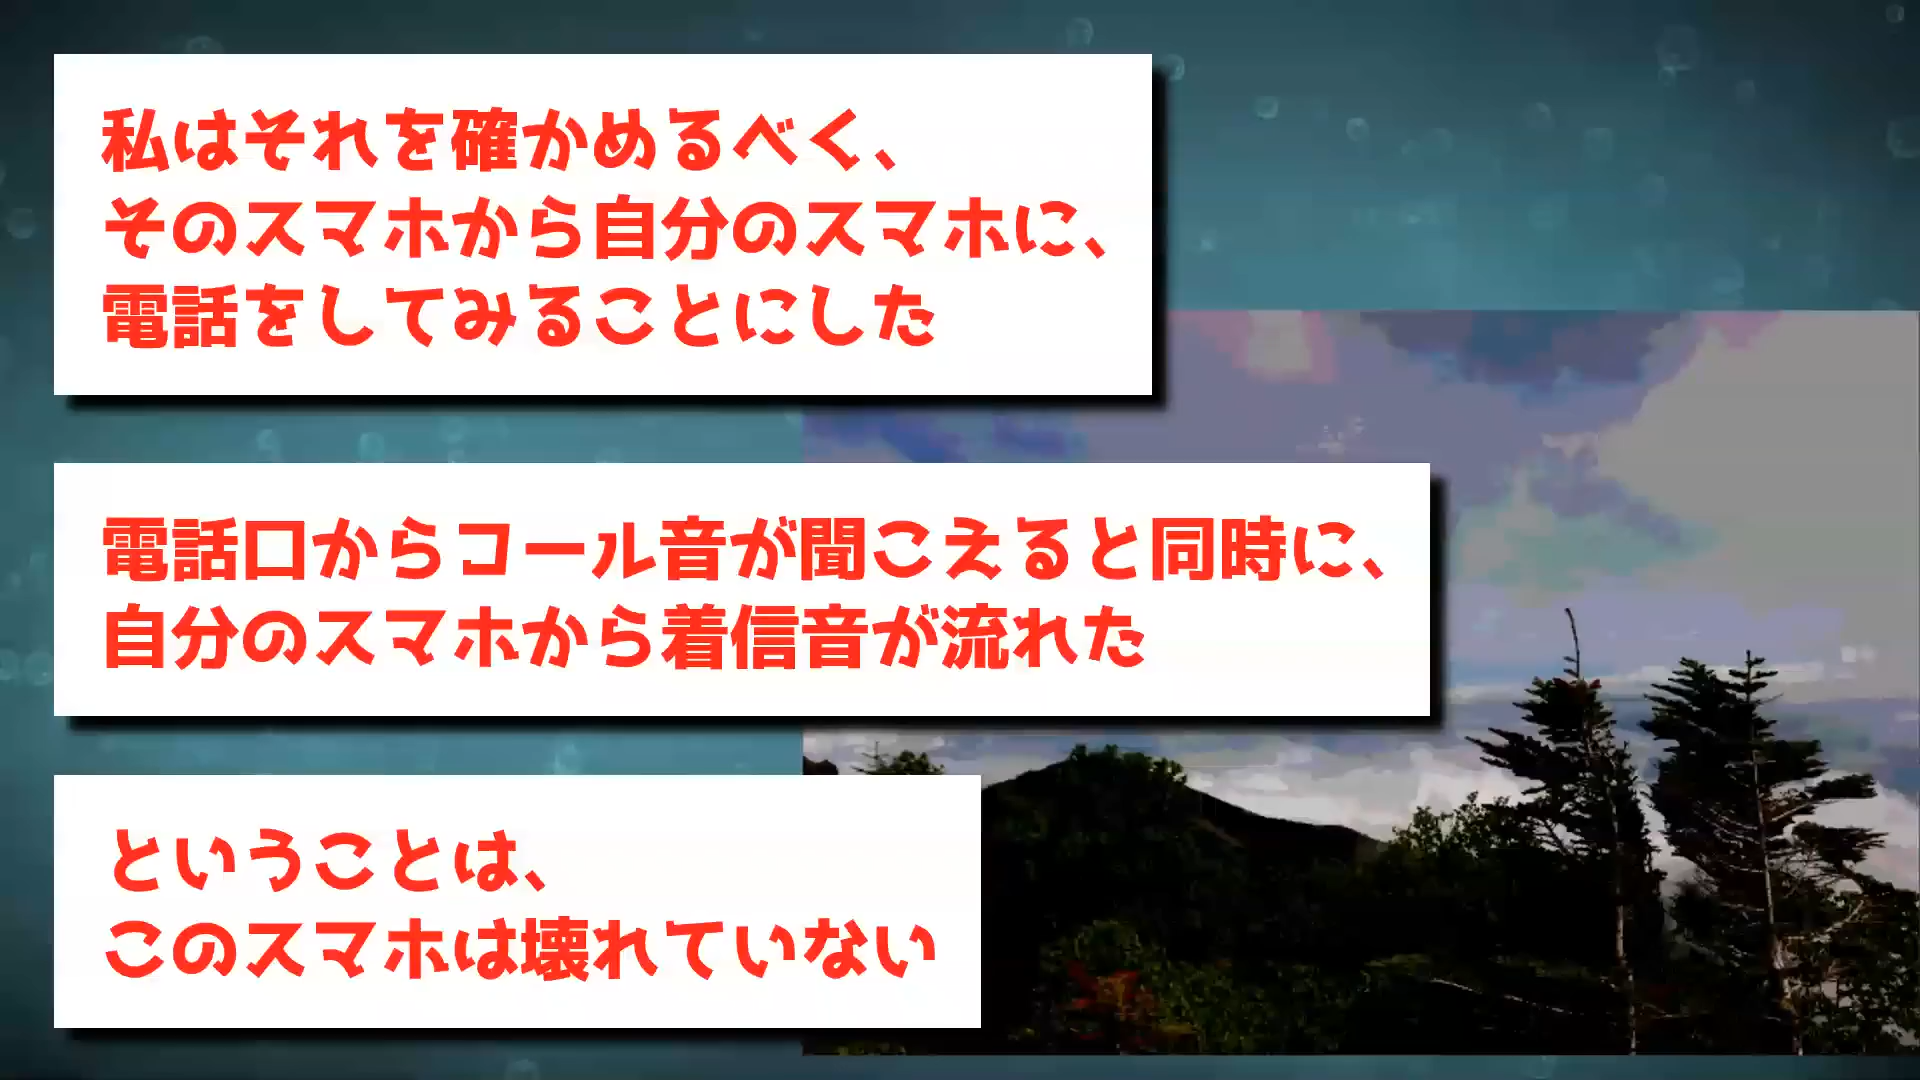 私はそれを確かめるべく、
そのスマホから自分のスマホに、
電話をしてみることにした
電話口からコール音が聞こえると同時に、
自分のスマホから着信音が流れた
ということは、
このスマホは壊れていない